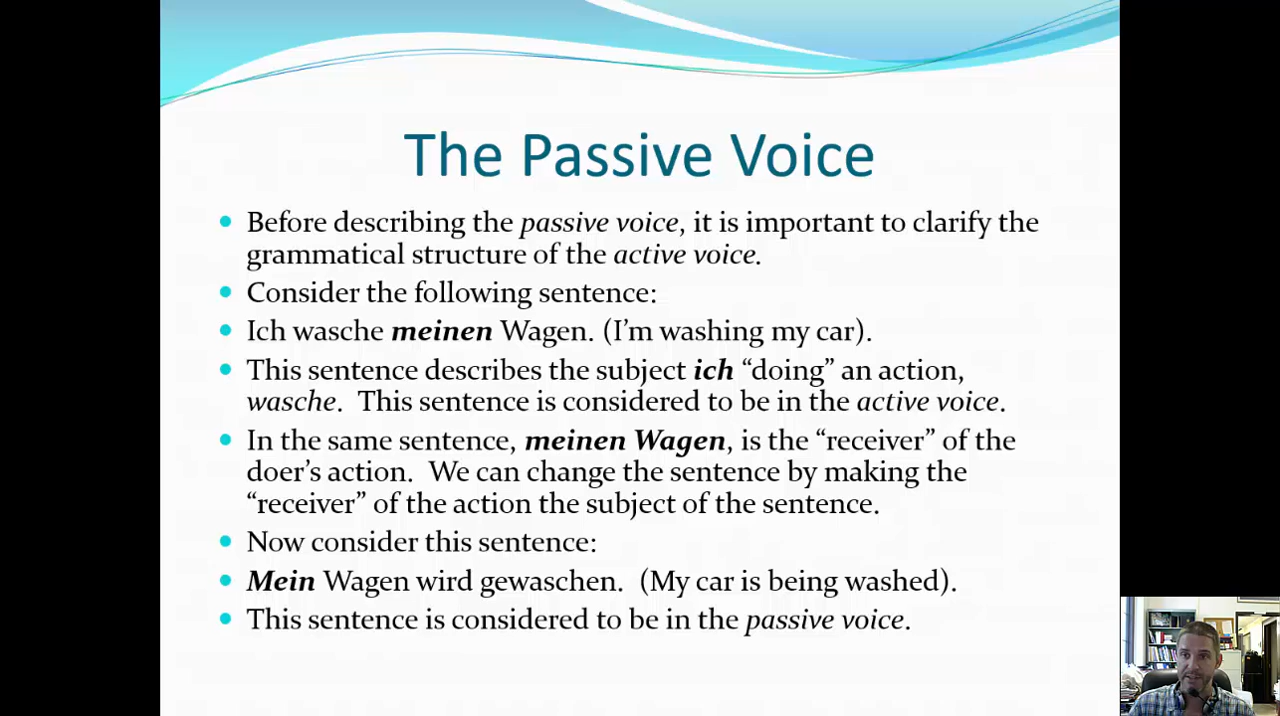 The Passive Voice
Before describing the passive voice, it is important to clarify the
grammatical structure of the active voice.
Consider the following sentence:
Ich wasche meinen Wagen. (I'm washing my car).
This sentence describes the subject ich “doing” an action,
wasche.  This sentence is considered to be in the active voice.
In the same sentence, meinen Wagen, is the “receiver” of the
doer's action.  We can change the sentence by making the
“receiver” of the action the subject of the sentence.
Now consider this sentence:
Mein Wagen wird gewaschen.  (My car is being washed).
This sentence is considered to be in the passive voice.